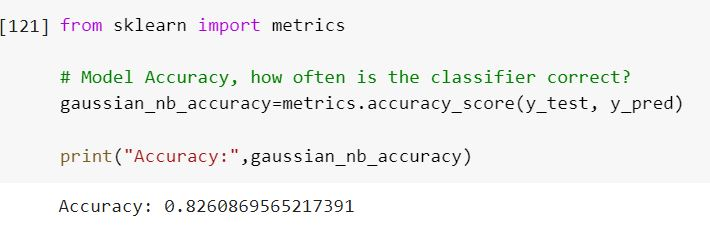 [121] from sklearn import metrics
# Model Accuracy, how often is the classifier correct?
gaussian_nb_accuracy=metrics.accuracy_score(y_test, y_pred)
print("Accuracy:",gaussian_nb_accuracy)
Accuracy: 0.8260869565217391